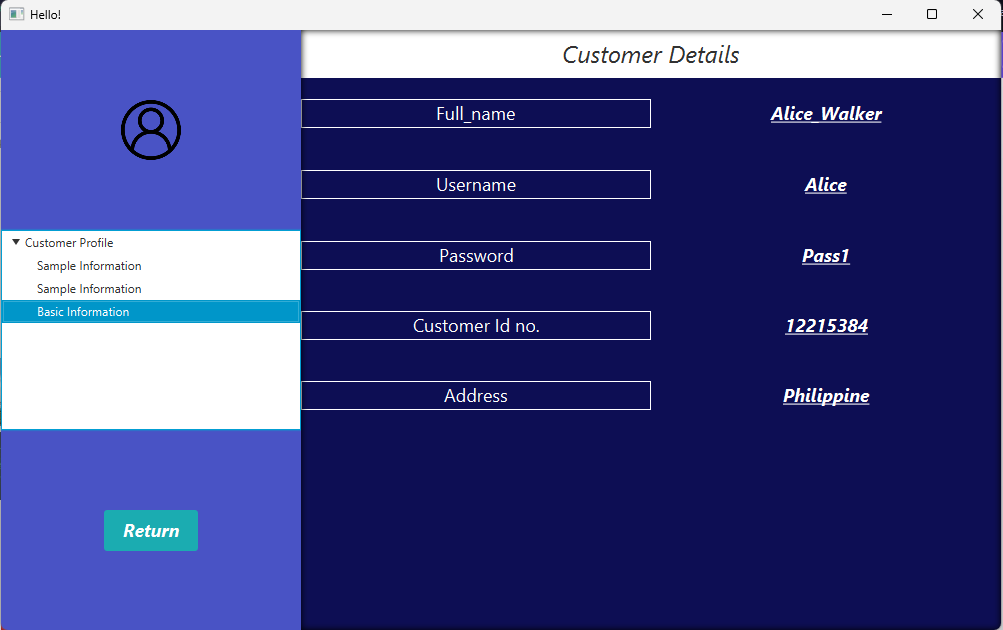 Hello!
Customer Details
Customer Profile
Sample Information
Sample Information
Basic Information
Return
Full_name Alice_Walker
Username Alice
Password Pass1
Customer Id no. 12215384
Address Philippine